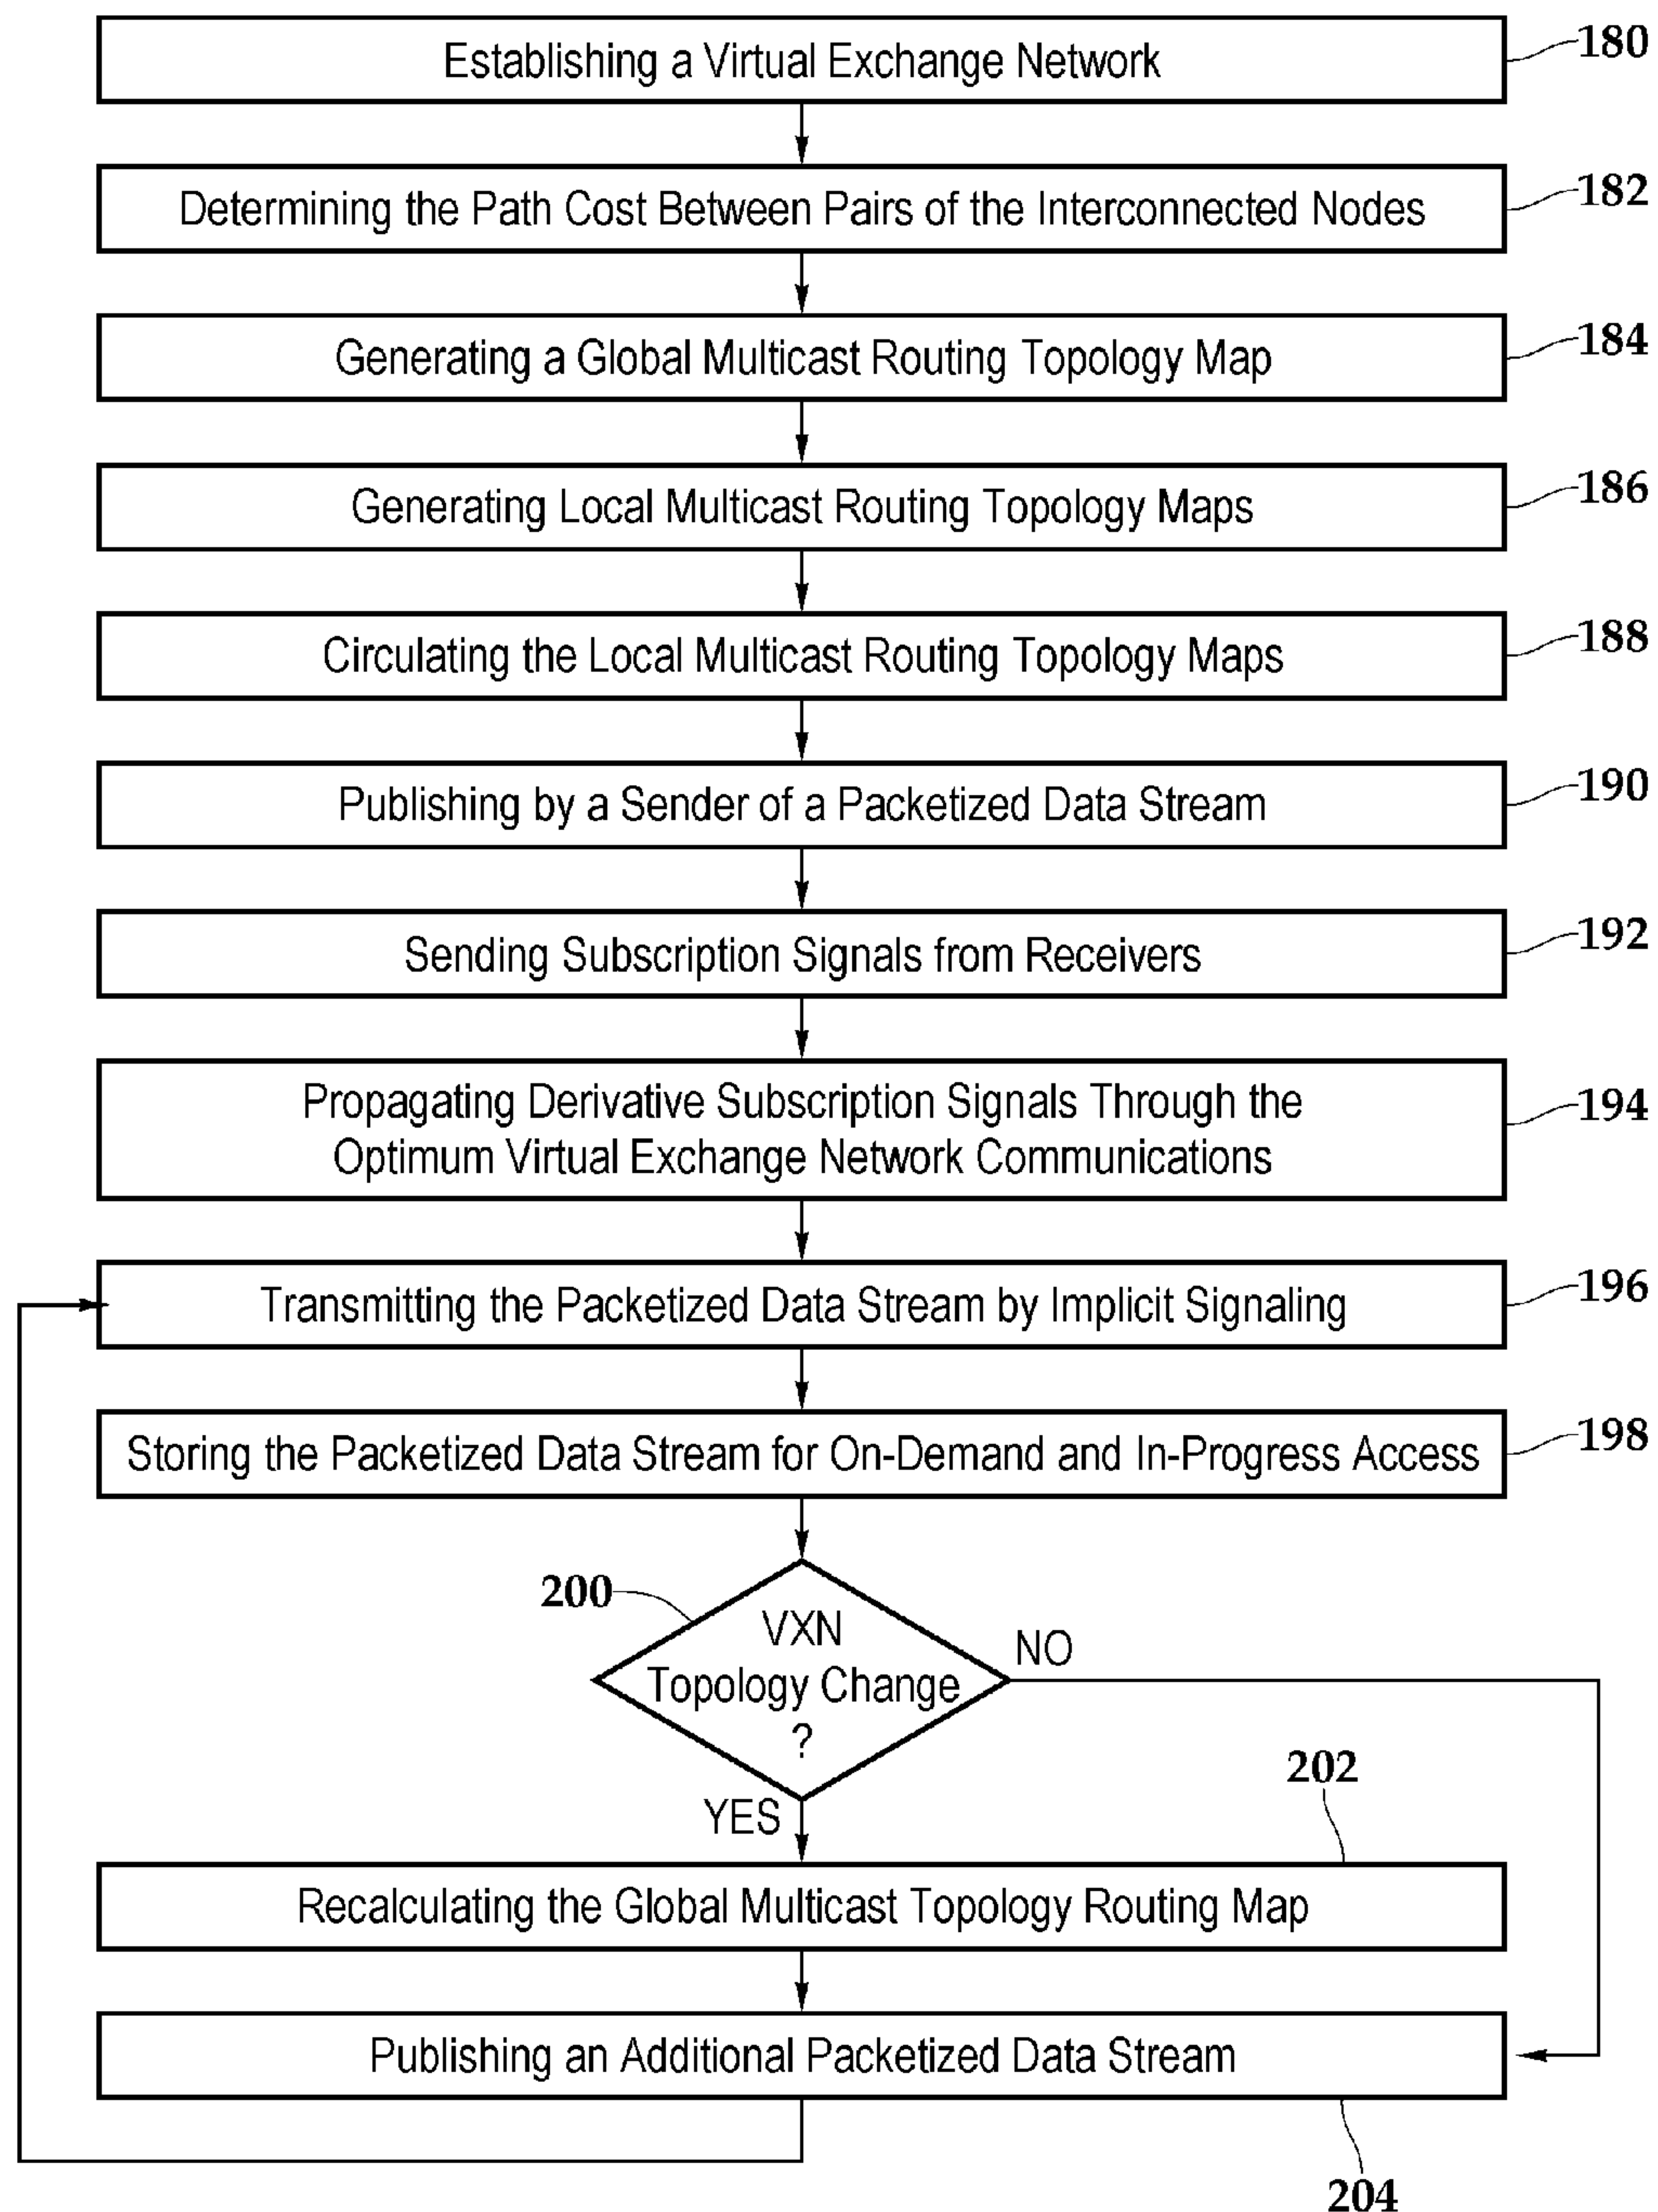 Establishing a Virtual Exchange Network
180
Determining the Path Cost Between Pairs of the Interconnected Nodes
182
Generating a Global Multicast Routing Topology Map
184
Generating Local Multicast Routing Topology Maps
186
Circulating the Local Multicast Routing Topology Maps
188
Publishing by a Sender of a Packetized Data Stream
190
Sending Subscription Signals from Receivers
192
Propagating Derivative Subscription Signals Through the
Optimum Virtual Exchange Network Communications
194
Transmitting the Packetized Data Stream by Implicit Signaling
196
Storing the Packetized Data Stream for On-Demand and In-Progress Access
198
200
VXN
Topology Change
?
NO
YES
202
Recalculating the Global Multicast Topology Routing Map
Publishing an Additional Packetized Data Stream
204